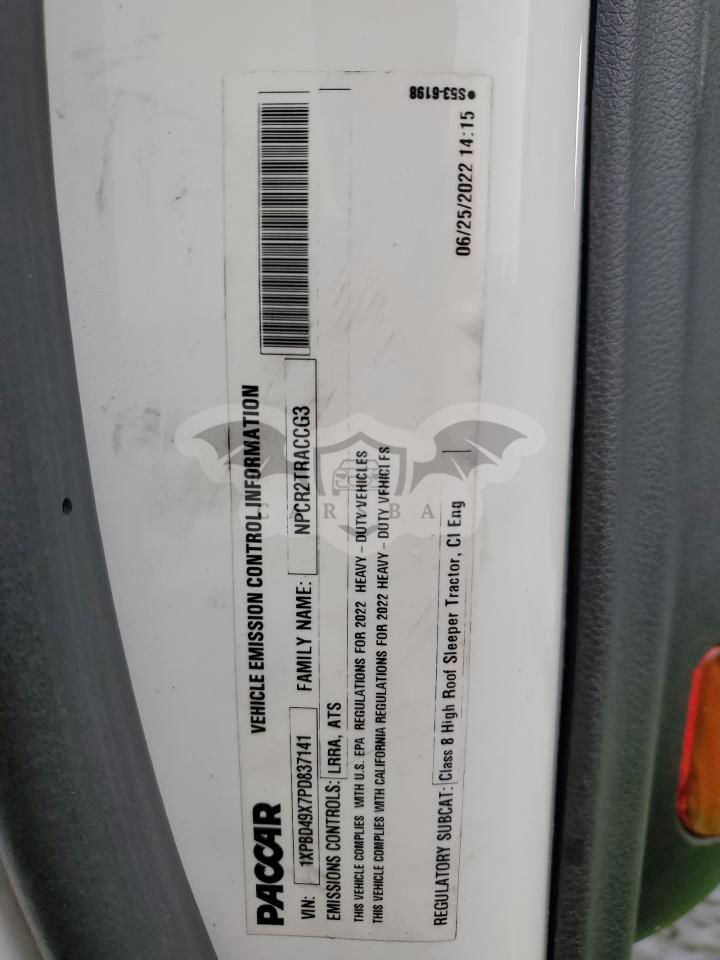 PACCAR
VEHICLE EMISSION CONTROL INFORMATION
VIN: 1XPBD49X7PD837141 FAMILY NAME: NPCR2TRACCG3
EMISSIONS CONTROLS: LRRA, ATS
THIS VEHICLE COMPLIES WITH U.S. EPA REGULATIONS FOR 2022 HEAVY – DUTY VEHICLES
THIS VEHICLE COMPLIES WITH CALIFORNIA REGULATIONS FOR 2022 HEAVY – DUTY VEHICLES
REGULATORY SUBCAT: Class 8 High Roof Sleeper Tractor, CI Eng
06/25/2022 14:15
S53-6198